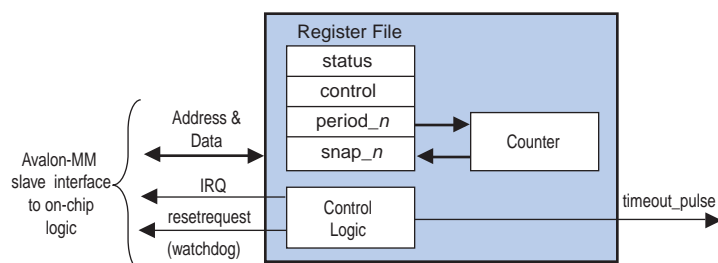 Register File
status
control
period_n
snap_n
Counter
Address &
Data
Avalon-MM
slave interface
to on-chip
logic
IRQ
resetrequest
(watchdog)
Control
Logic
timeout_pulse